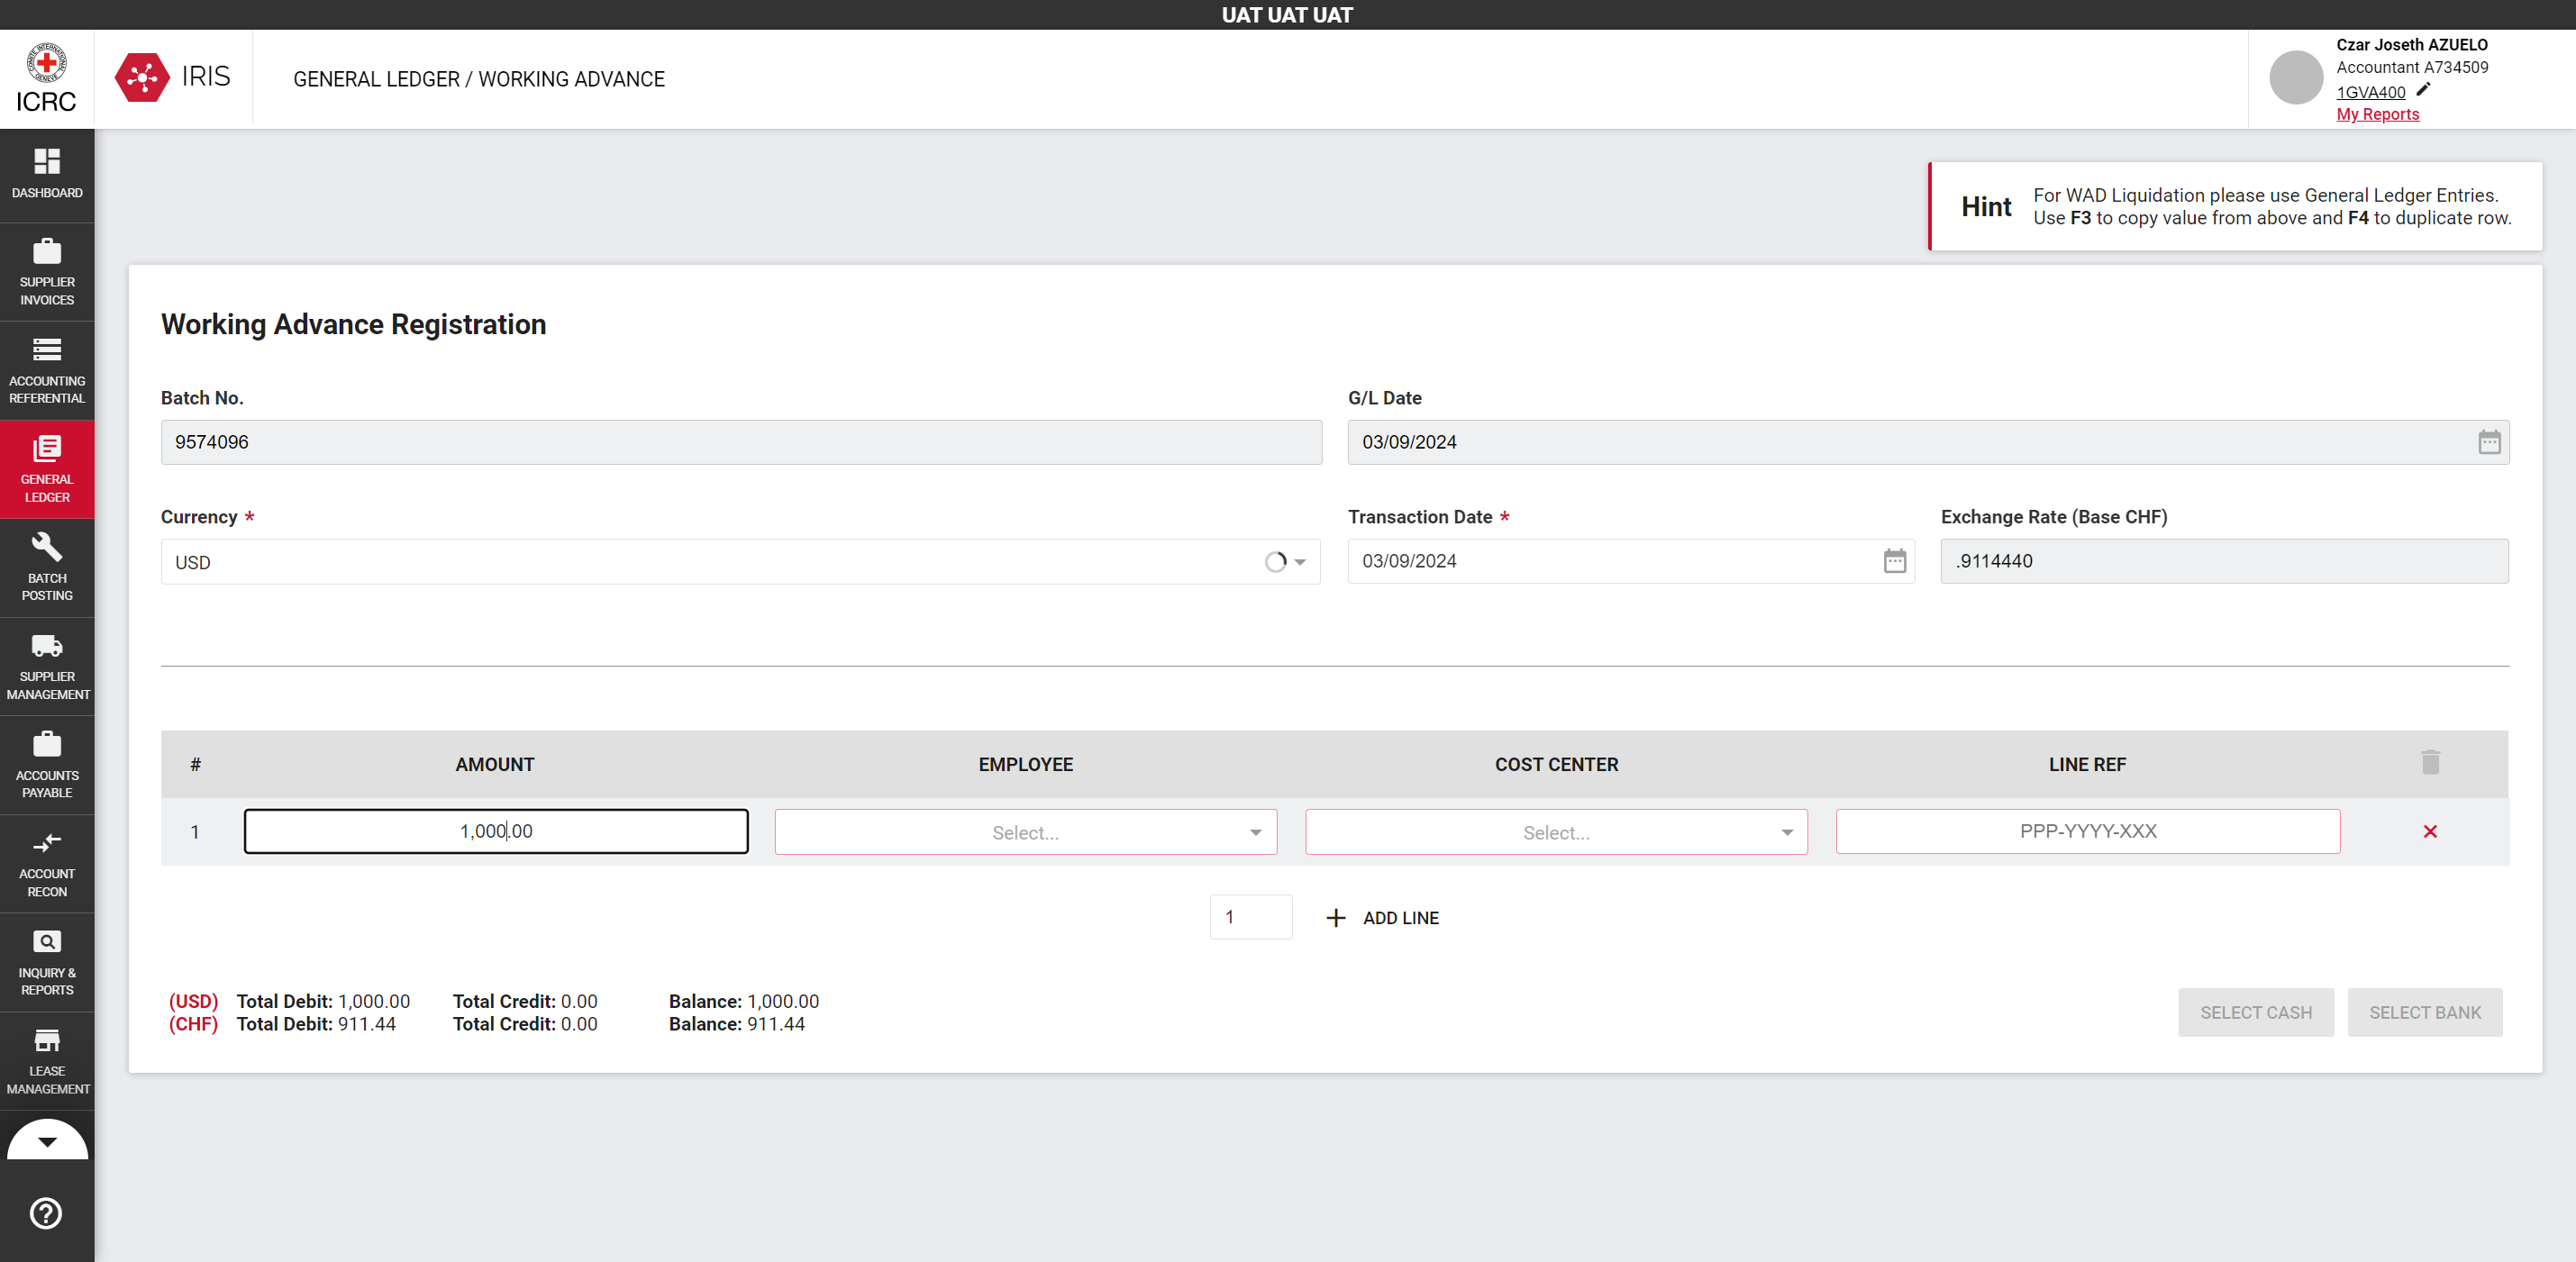 UAT UAT UAT
ICRC
IRIS
GENERAL LEDGER / WORKING ADVANCE
Czar Joseth AZUELO
Accountant A734509
1GVA400
My Reports
DASHBOARD
SUPPLIER
INVOICES
ACCOUNTING
REFERENTIAL
GENERAL
LEDGER
BATCH
POSTING
SUPPLIER
MANAGEMENT
ACCOUNTS
PAYABLE
ACCOUNT
RECON
INQUIRY &
REPORTS
LEASE
MANAGEMENT
Hint
For WAD Liquidation please use General Ledger Entries.
Use F3 to copy value from above and F4 to duplicate row.
Working Advance Registration
Batch No.
G/L Date
9574096
03/09/2024
Currency *
Transaction Date *
Exchange Rate (Base CHF)
USD
03/09/2024
.9114440
# AMOUNT EMPLOYEE COST CENTER LINE REF
1 1,000.00 Select... Select... PPP-YYYY-XXX
1
ADD LINE
(USD) Total Debit: 1,000.00 Total Credit: 0.00 Balance: 1,000.00
(CHF) Total Debit: 911.44 Total Credit: 0.00 Balance: 911.44
SELECT CASH
SELECT BANK